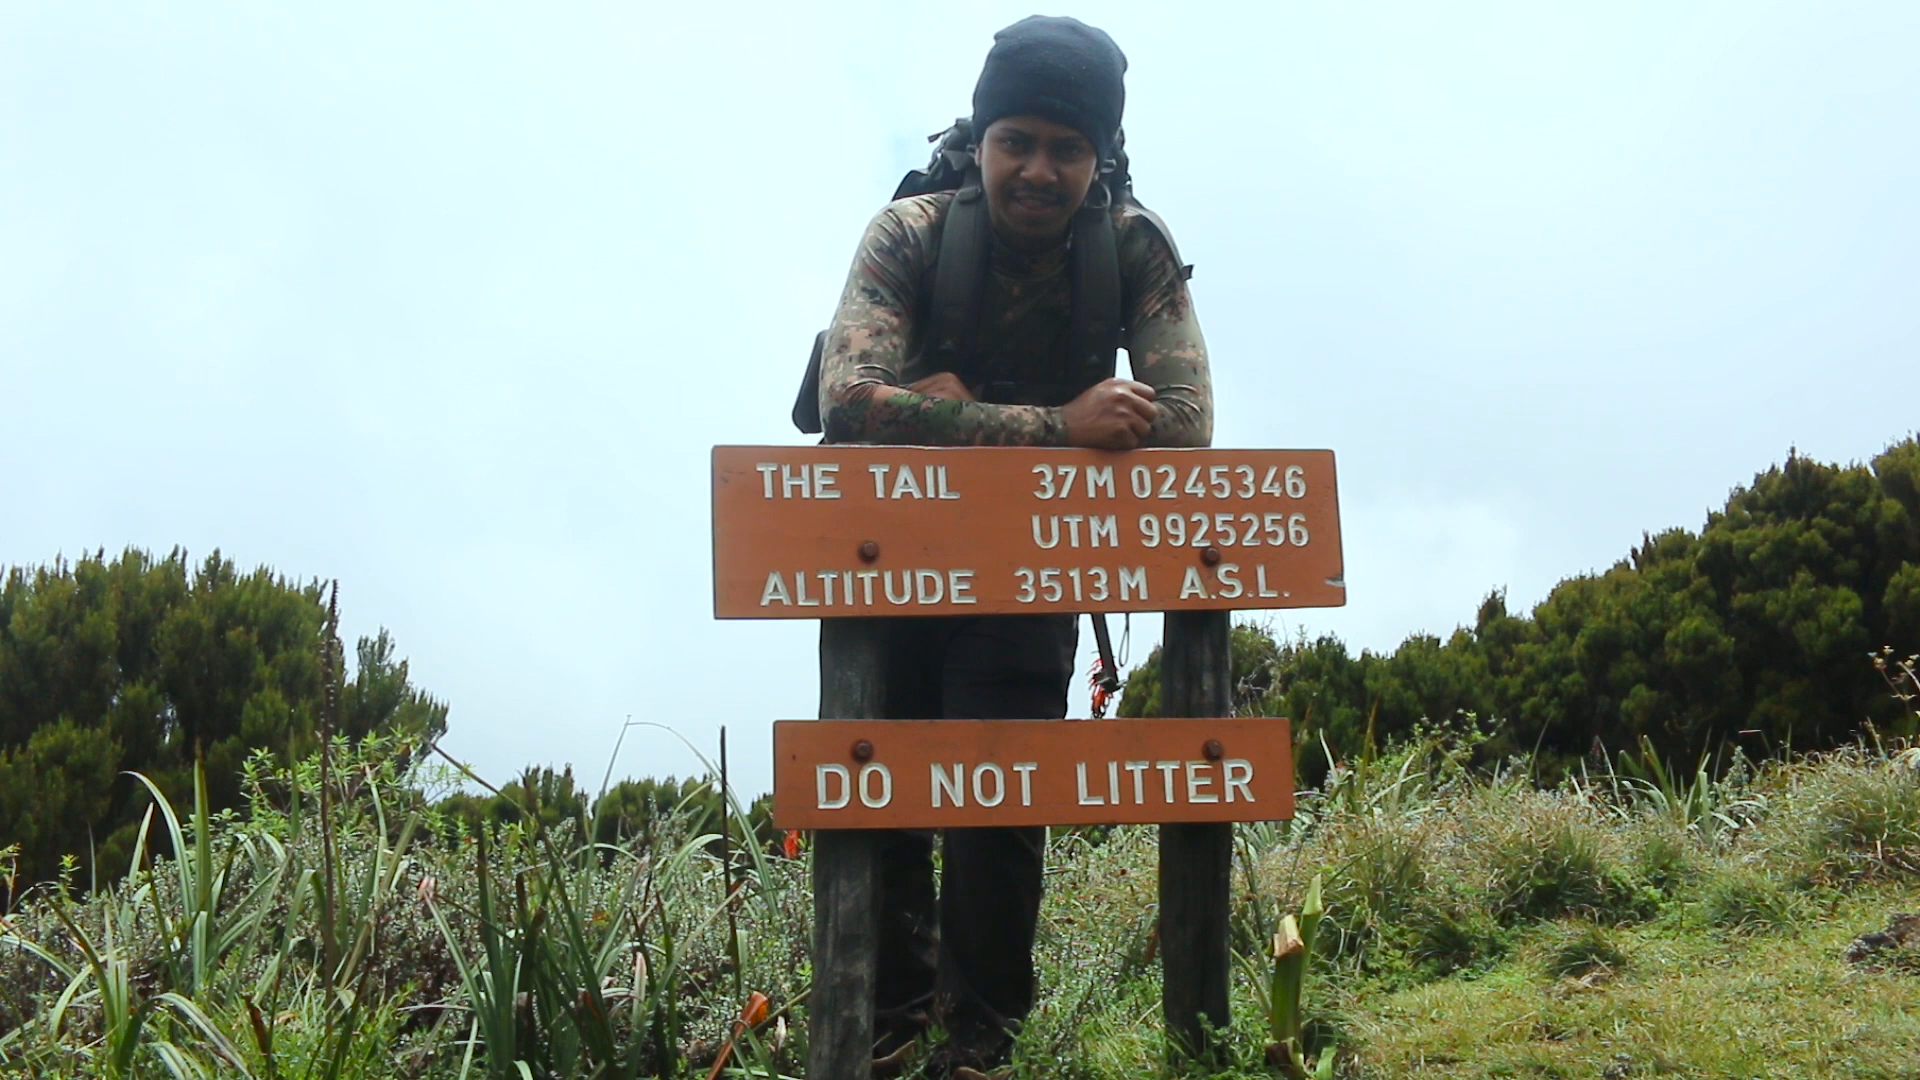 THE TAIL 37M 0245346
UTM 9925256
ALTITUDE 3513M A.S.L.
DO NOT LITTER